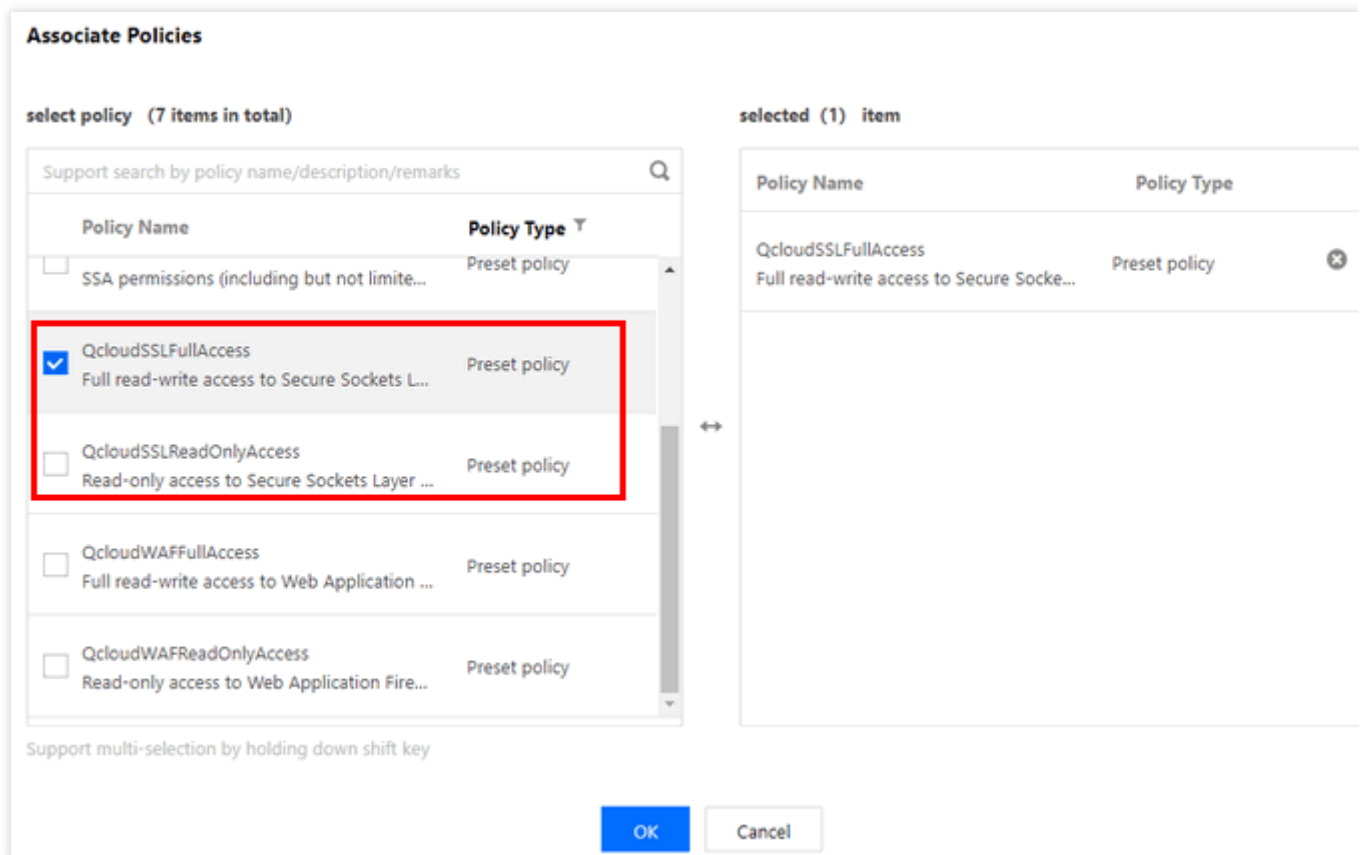 Associate Policies
select policy (7 items in total)
Support search by policy name/description/remarks
Policy Name Policy Type
SSA permissions (including but not limite... Preset policy
QcloudSSLFullAccess
Full read-write access to Secure Sockets L... Preset policy
QcloudSSLReadOnlyAccess
Read-only access to Secure Sockets Layer ... Preset policy
QcloudWAFFullAccess
Full read-write access to Web Application ... Preset policy
QcloudWAFReadOnlyAccess
Read-only access to Web Application Fire... Preset policy
Support multi-selection by holding down shift key
selected (1) item
Policy Name Policy Type
QcloudSSLFullAccess
Full read-write access to Secure Socke... Preset policy
OK Cancel